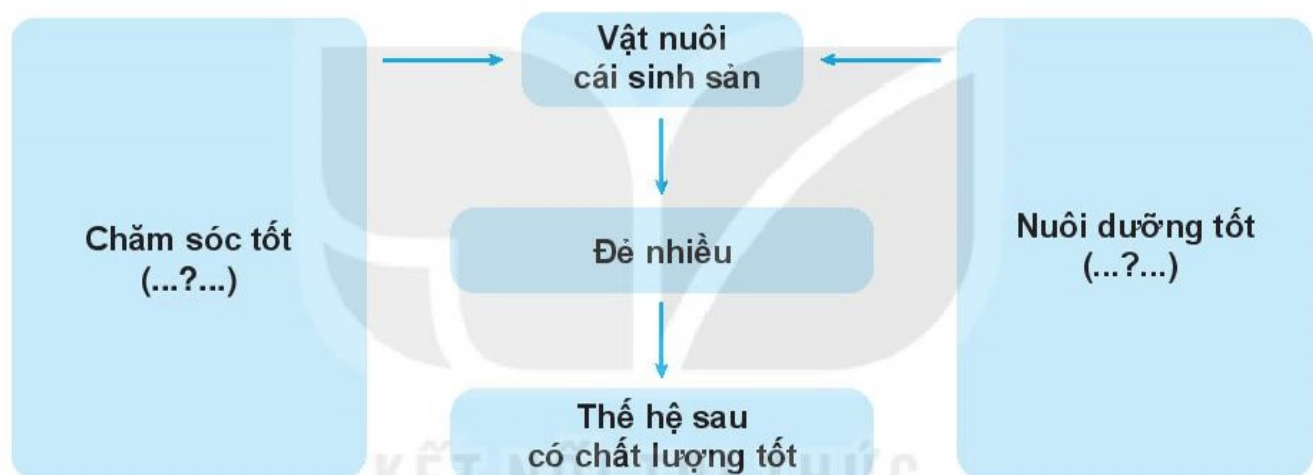 Vật nuôi
cái sinh sản
Chăm sóc tốt
(...?...)
Đẻ nhiều
Nuôi dưỡng tốt
(...?...)
Thế hệ sau
có chất lượng tốt